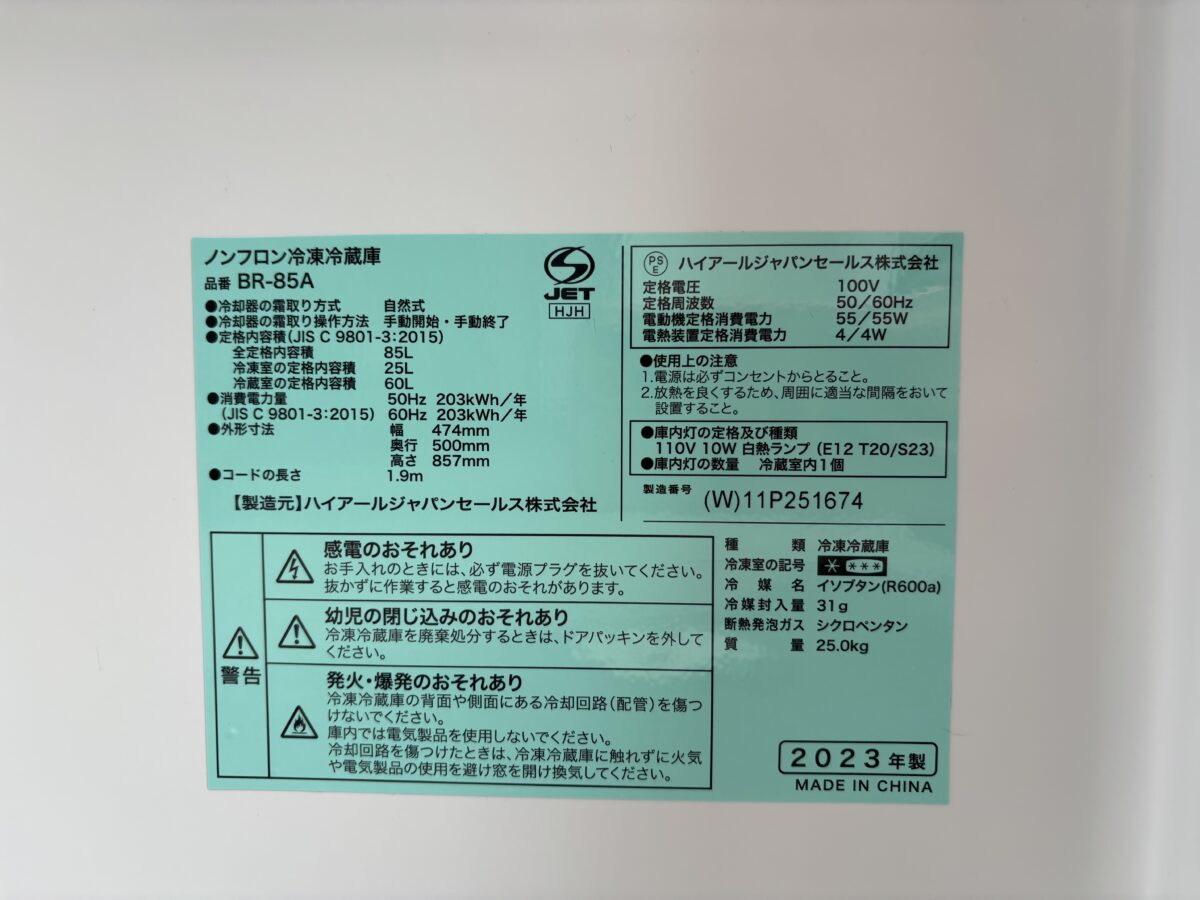 ノンフロン冷凍冷蔵庫
品番 BR-85A
JET
HJH
●冷却器の霜取り方式 自然式
●冷却器の霜取り操作方法 手動開始・手動終了
●定格内容積(JIS C 9801-3:2015)
全定格内容積 85L
冷凍室の定格内容積 25L
冷蔵室の定格内容積 60L
●消費電力量 50Hz 203kWh/年
(JIS C 9801-3:2015) 60Hz 203kWh/年
●外形寸法 幅 474mm
奥行 500mm
高さ 857mm
●コードの長さ 1.9m
【製造元】ハイアールジャパンセールス株式会社
PSE ハイアールジャパンセールス株式会社
定格電圧 100V
定格周波数 50/60Hz
電動機定格消費電力 55/55W
電熱装置定格消費電力 4/4W
●使用上の注意
1.電源は必ずコンセントからとること。
2.放熱を良くするため、周囲に適当な間隔をおいて
設置すること。
●庫内灯の定格及び種類
110V 10W 白熱ランプ (E12 T20/S23)
●庫内灯の数量 冷蔵室内1個
製造番号 (W)11P251674
警告
感電のおそれあり
お手入れのときには、必ず電源プラグを抜いてください。
抜かずに作業すると感電のおそれがあります。
幼児の閉じ込みのおそれあり
冷凍冷蔵庫を廃棄処分するときは、ドアパッキンを外して
ください。
発火・爆発のおそれあり
冷凍冷蔵庫の背面や側面にある冷却回路(配管)を傷つ
けないでください。
庫内では電気製品を使用しないでください。
冷却回路を傷つけたときは、冷凍冷蔵庫に触れずに火気
や電気製品の使用を避け窓を開け換気してください。
種類 冷凍冷蔵庫
冷凍室の記号 * ***
冷媒名 イソブタン(R600a)
冷媒封入量 31g
断熱発泡ガス シクロペンタン
質量 25.0kg
2023年製
MADE IN CHINA